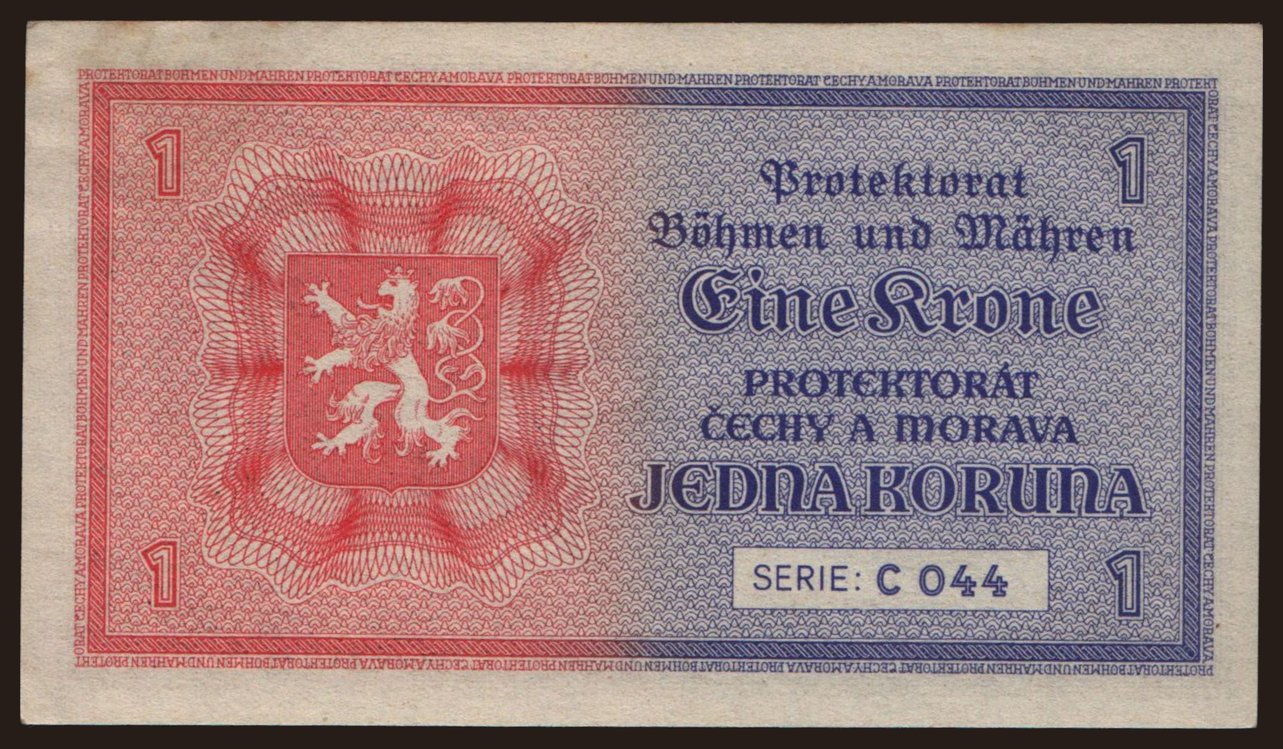 PROTEKTORAT BÖHMEN UND MÄHREN PROTEKTORÁT ČECHY A MORAVA PROTEKTORAT BÖHMEN UND MÄHREN PROTEKTORÁT ČECHY A MORAVA PROTEKTORAT BÖHMEN UND MÄHREN PROTEKT
1
1
Protektorat
Böhmen und Mähren
Eine Krone
PROTEKTORÁT
ČECHY A MORAVA
JEDNA KORUNA
1
SERIE: C 044
1